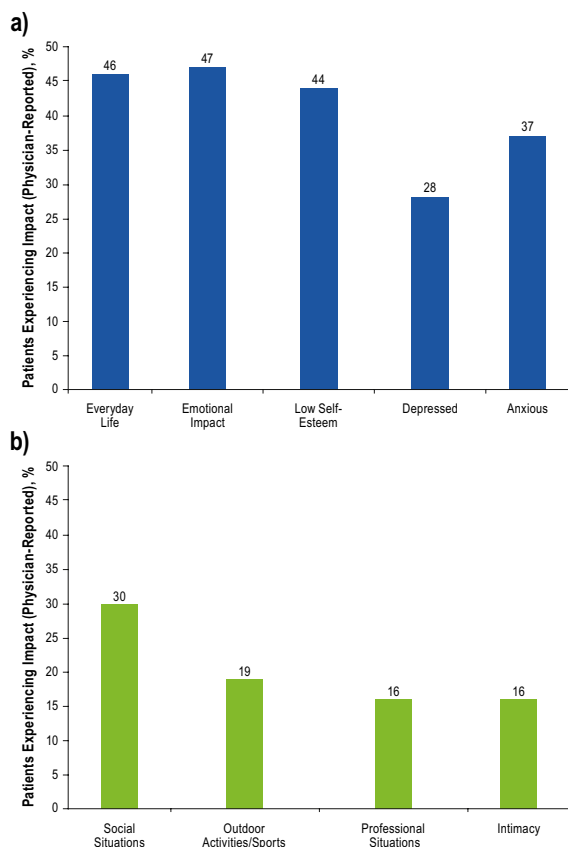 a)
Patients Experiencing Impact (Physician-Reported), %
50
45
40
35
30
25
20
15
10
5
0
46
47
44
28
37
Everyday
Life
Emotional
Impact
Low Self-
Esteem
Depressed
Anxious
b)
Patients Experiencing Impact (Physician-Reported), %
50
45
40
35
30
25
20
15
10
5
0
30
19
16
16
Social
Situations
Outdoor
Activities/Sports
Professional
Situations
Intimacy